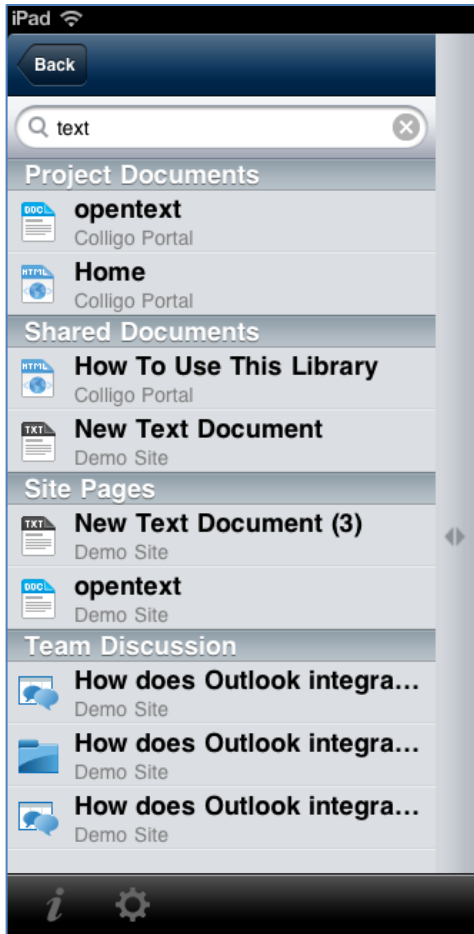 iPad
Back
text
Project Documents
DOC
opentext
Colligo Portal
HTML
Home
Colligo Portal
Shared Documents
HTML
How To Use This Library
Colligo Portal
TXT
New Text Document
Demo Site
Site Pages
TXT
New Text Document (3)
Demo Site
DOC
opentext
Demo Site
Team Discussion
How does Outlook integra...
Demo Site
How does Outlook integra...
Demo Site
How does Outlook integra...
Demo Site
i